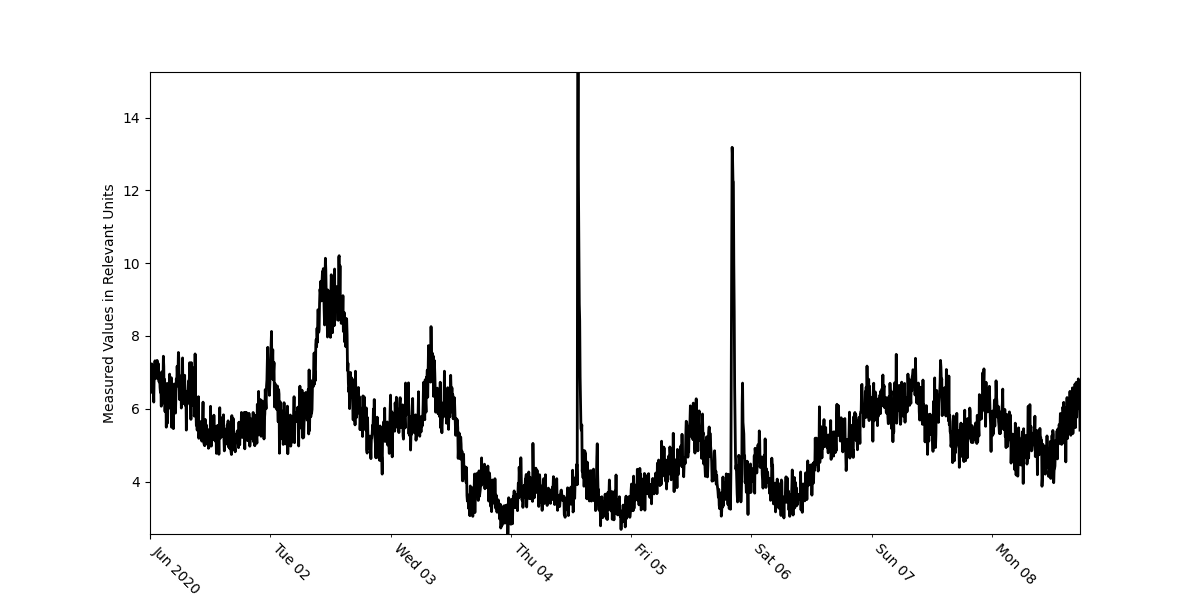 14
12
10
8
6
4
Measured Values in Relevant Units
Jun 2020
Tue 02
Wed 03
Thu 04
Fri 05
Sat 06
Sun 07
Mon 08